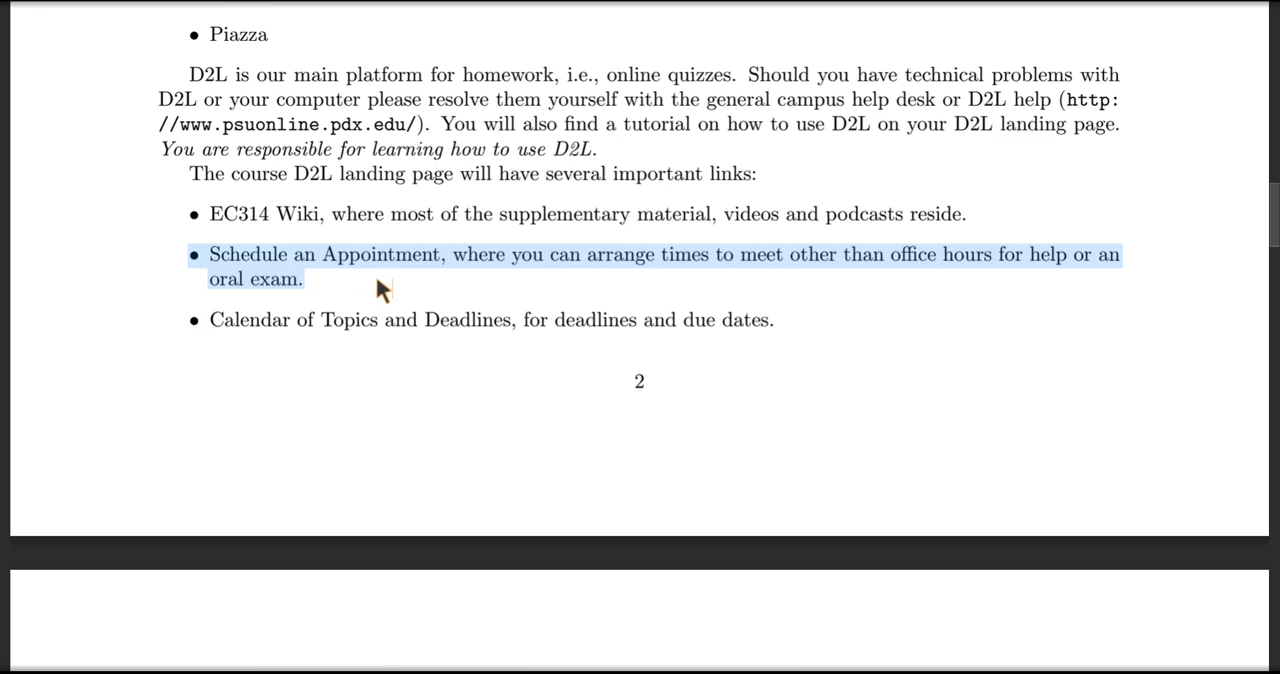 • Piazza
D2L is our main platform for homework, i.e., online quizzes. Should you have technical problems with
D2L or your computer please resolve them yourself with the general campus help desk or D2L help (http:
//www.psuonline.pdx.edu/). You will also find a tutorial on how to use D2L on your D2L landing page.
You are responsible for learning how to use D2L.
The course D2L landing page will have several important links:
• EC314 Wiki, where most of the supplementary material, videos and podcasts reside.
• Schedule an Appointment, where you can arrange times to meet other than office hours for help or an
oral exam.
• Calendar of Topics and Deadlines, for deadlines and due dates.
2